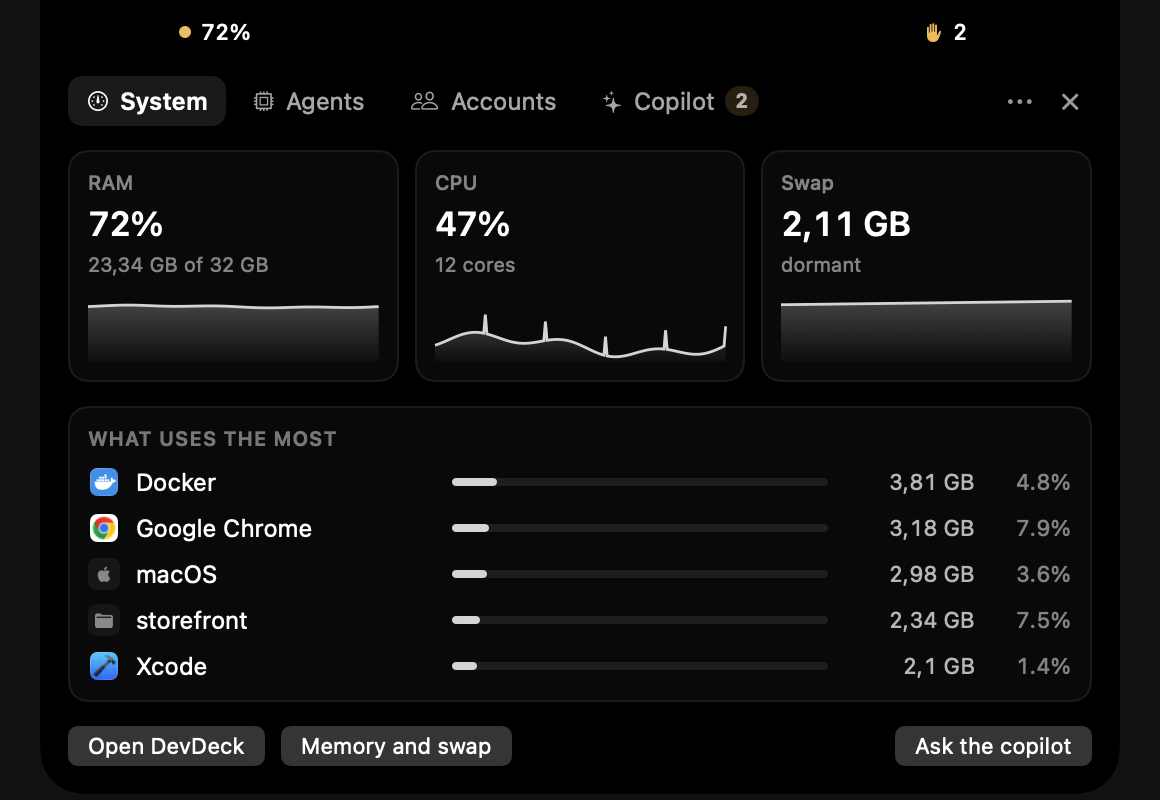 72%
2
System
Agents
Accounts
Copilot 2
RAM
72%
23,34 GB of 32 GB
CPU
47%
12 cores
Swap
2,11 GB
dormant
WHAT USES THE MOST
Docker 3,81 GB 4.8%
Google Chrome 3,18 GB 7.9%
macOS 2,98 GB 3.6%
storefront 2,34 GB 7.5%
Xcode 2,1 GB 1.4%
Open DevDeck
Memory and swap
Ask the copilot